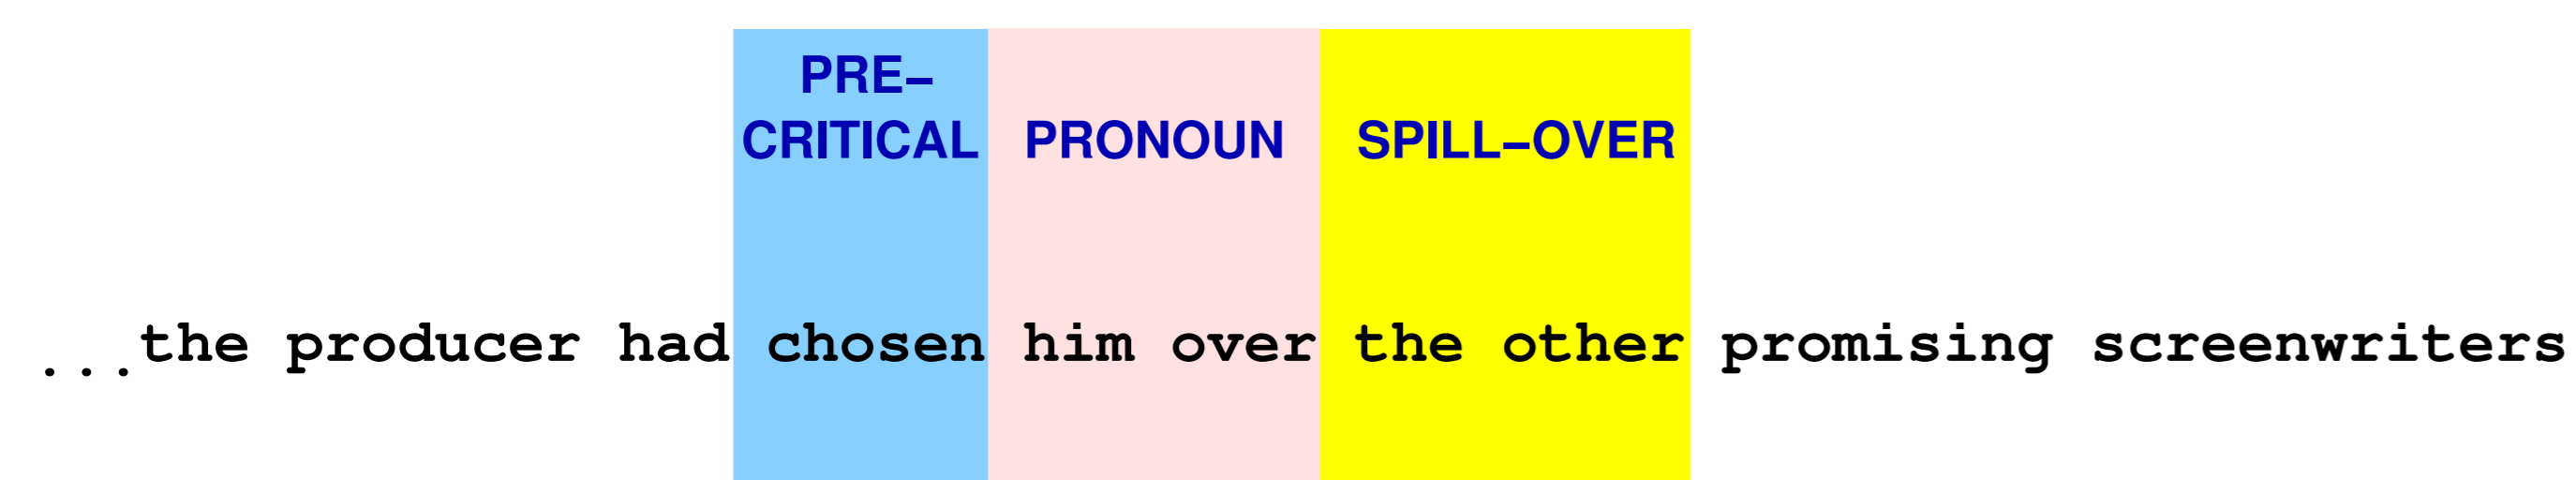 PRE–
CRITICAL PRONOUN SPILL–OVER
...the producer had chosen him over the other promising screenwriters